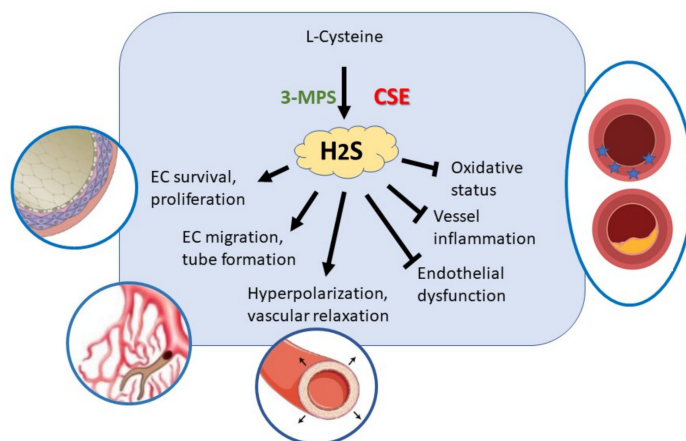 L-Cysteine
3-MPS
CSE
H2S
EC survival,
proliferation
EC migration,
tube formation
Hyperpolarization,
vascular relaxation
Oxidative
status
Vessel
inflammation
Endothelial
dysfunction